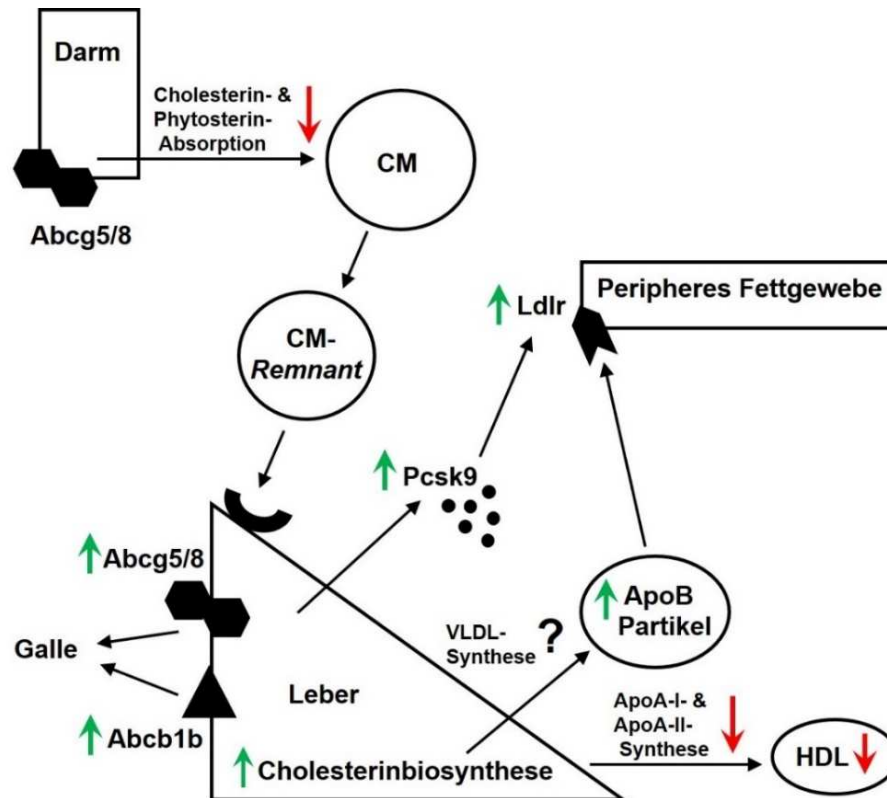 Darm
Cholesterin- &
Phytosterin-
Absorption
CM
Abcg5/8
Peripheres Fettgewebe
Ldlr
CM-
Remnant
Pcsk9
Abcg5/8
ApoB
Partikel
VLDL-
Synthese
?
Galle
Leber
ApoA-I- &
ApoA-II-
Synthese
Abcb1b
Cholesterinbiosynthese
HDL